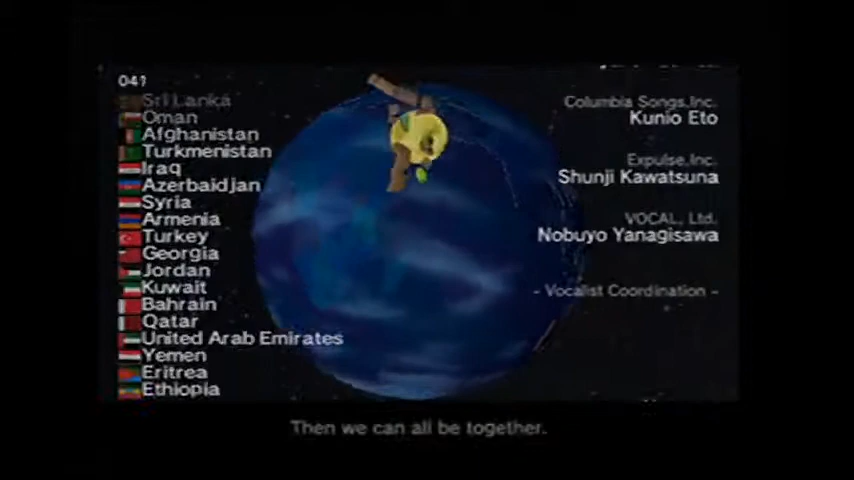 041
Sri Lanka
Oman
Afghanistan
Turkmenistan
Iraq
Azerbaidjan
Syria
Armenia
Turkey
Georgia
Jordan
Kuwait
Bahrain
Qatar
United Arab Emirates
Yemen
Eritrea
Ethiopia
Columbia Songs,Inc.
Kunio Eto
Expulse,Inc.
Shunji Kawatsuna
VOCAL, Ltd.
Nobuyo Yanagisawa
- Vocalist Coordination -
Then we can all be together.